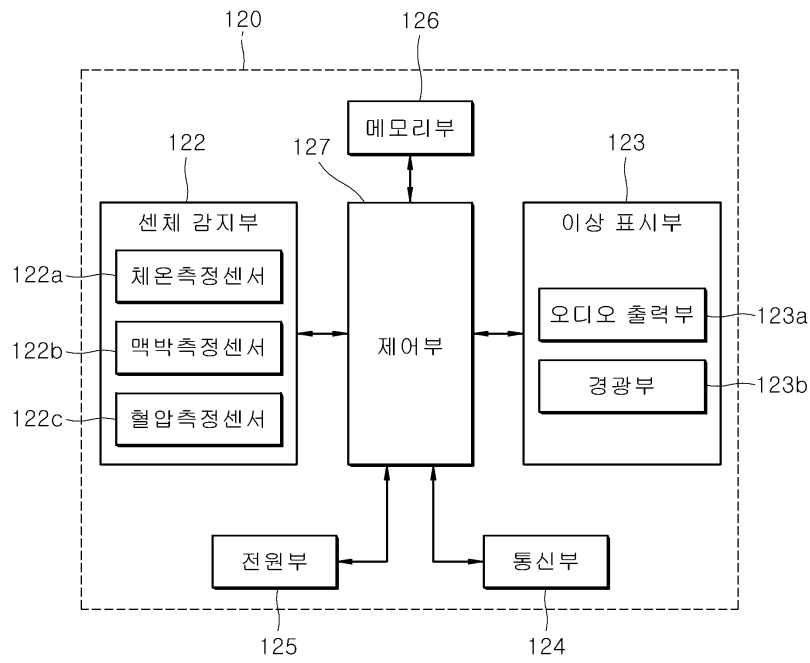 120
126
메모리부
122
127
123
센체 감지부
이상 표시부
122a
체온측정센서
오디오 출력부
123a
122b
맥박측정센서
제어부
경광부
123b
122c
혈압측정센서
전원부
통신부
125
124